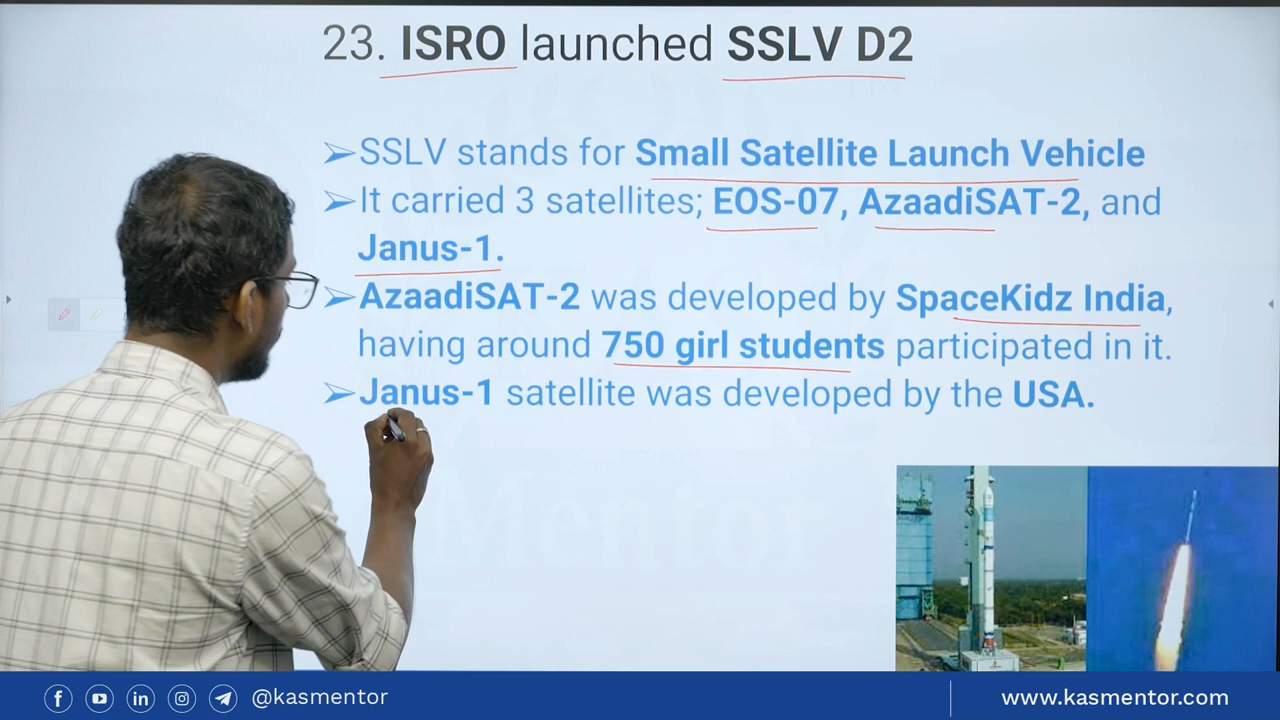 23. ISRO launched SSLV D2
➢SSLV stands for Small Satellite Launch Vehicle
➢It carried 3 satellites; EOS-07, AzaadiSAT-2, and
Janus-1.
➢AzaadiSAT-2 was developed by SpaceKidz India,
having around 750 girl students participated in it.
➢Janus-1 satellite was developed by the USA.
Mentor
@kasmentor
www.kasmentor.com